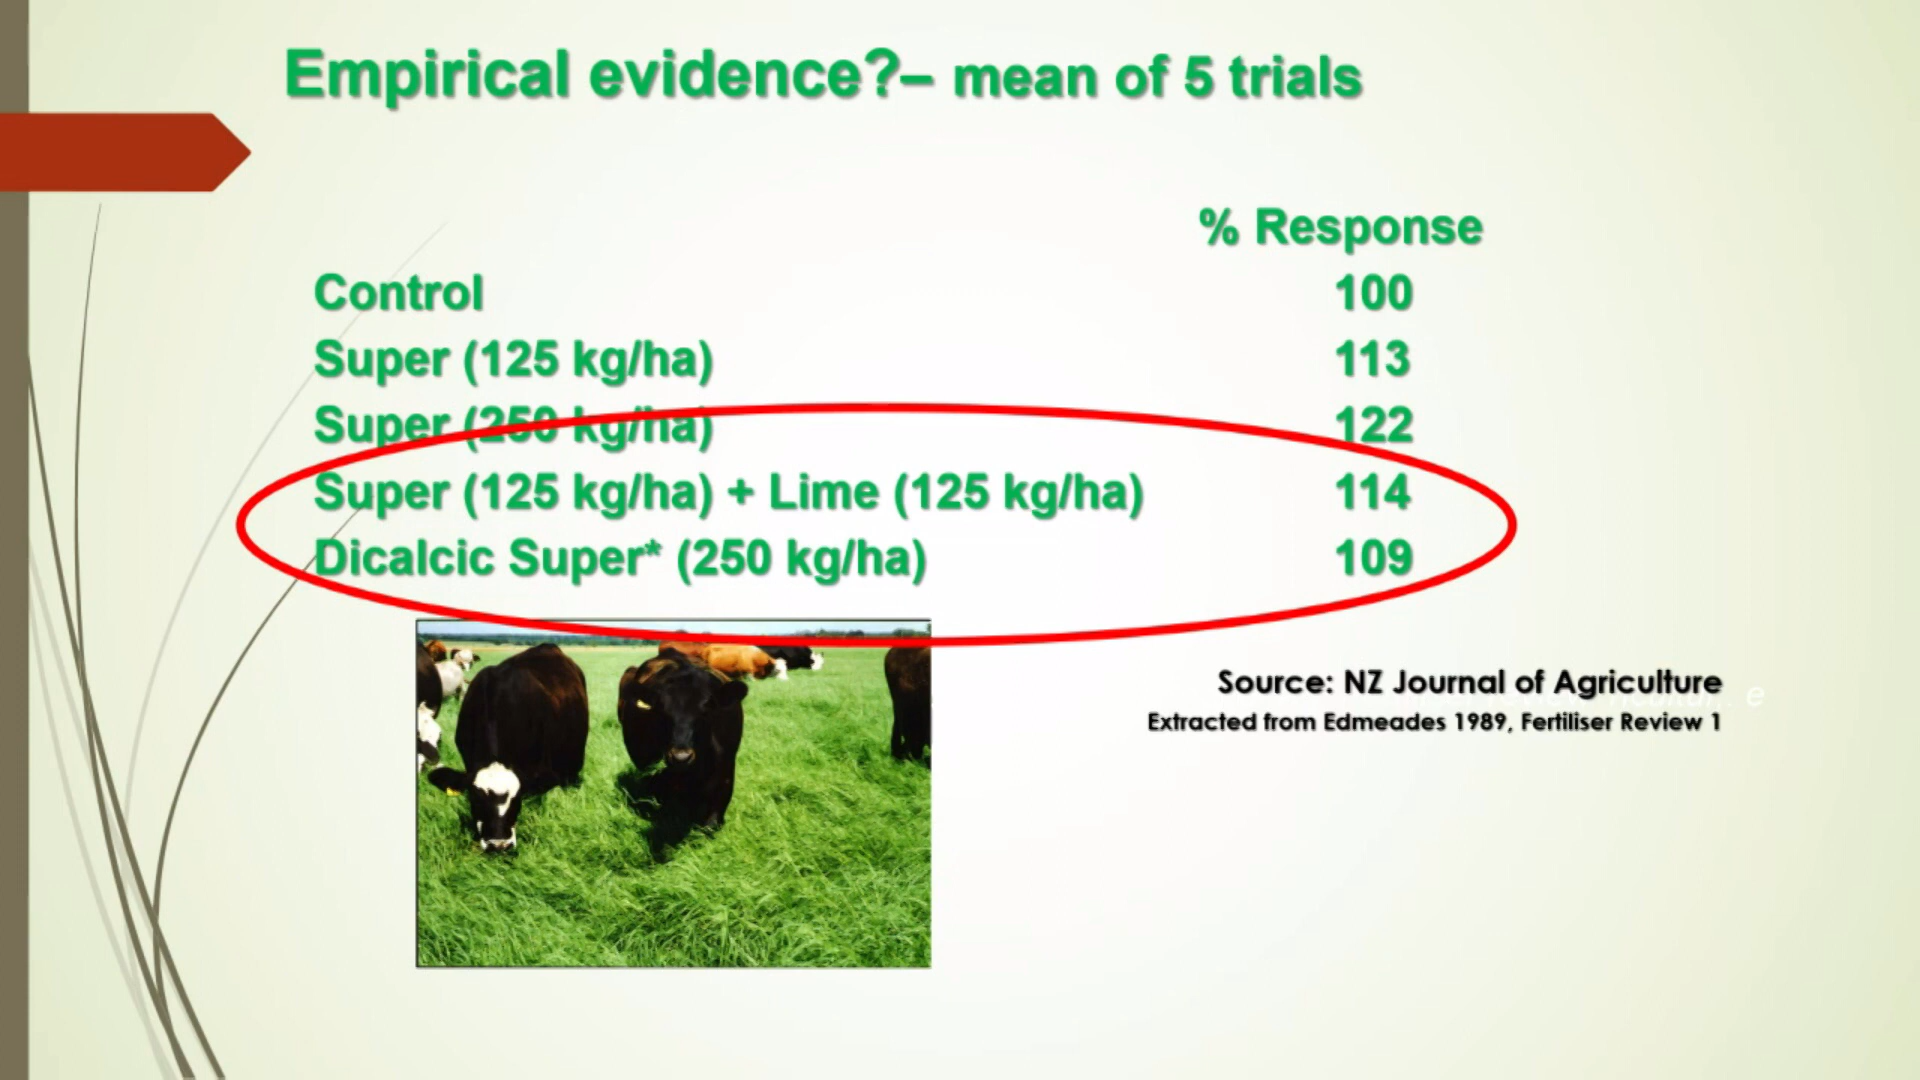 Empirical evidence?– mean of 5 trials
% Response
Control 100
Super (125 kg/ha) 113
Super (250 kg/ha) 122
Super (125 kg/ha) + Lime (125 kg/ha) 114
Dicalcic Super* (250 kg/ha) 109
Source: NZ Journal of Agriculture
Extracted from Edmeades 1989, Fertiliser Review 1